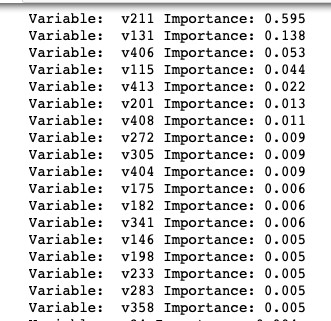 Variable:  v211 Importance: 0.595
Variable:  v131 Importance: 0.138
Variable:  v406 Importance: 0.053
Variable:  v115 Importance: 0.044
Variable:  v413 Importance: 0.022
Variable:  v201 Importance: 0.013
Variable:  v408 Importance: 0.011
Variable:  v272 Importance: 0.009
Variable:  v305 Importance: 0.009
Variable:  v404 Importance: 0.009
Variable:  v175 Importance: 0.006
Variable:  v182 Importance: 0.006
Variable:  v341 Importance: 0.006
Variable:  v146 Importance: 0.005
Variable:  v198 Importance: 0.005
Variable:  v233 Importance: 0.005
Variable:  v283 Importance: 0.005
Variable:  v358 Importance: 0.005